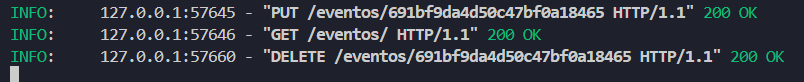 INFO:     127.0.0.1:57645 - "PUT /eventos/691bf9da4d50c47bf0a18465 HTTP/1.1" 200 OK
INFO:     127.0.0.1:57646 - "GET /eventos/ HTTP/1.1" 200 OK
INFO:     127.0.0.1:57660 - "DELETE /eventos/691bf9da4d50c47bf0a18465 HTTP/1.1" 200 OK